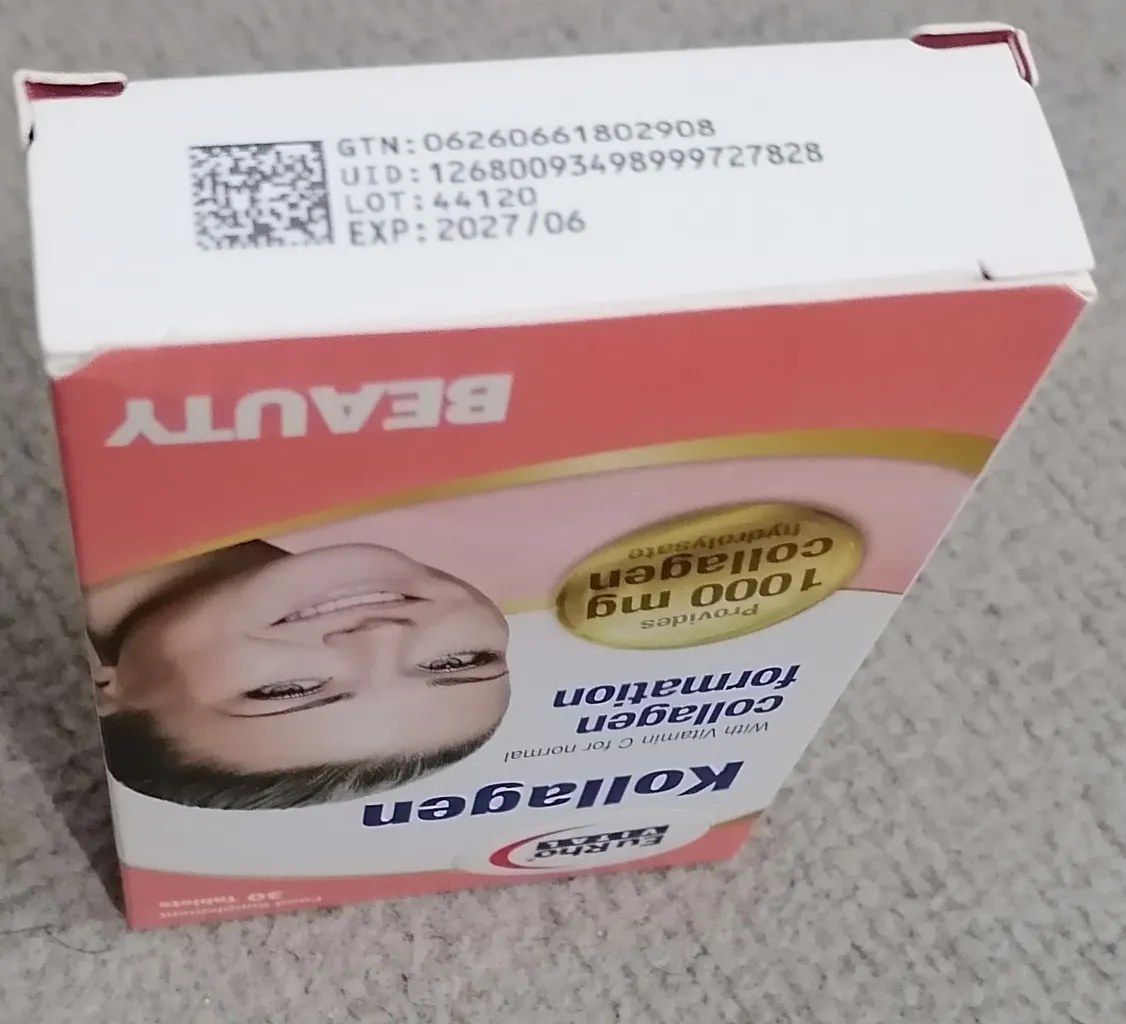 GTN: 06260661802908
UID: 12680093498999727828
LOT: 44120
EXP: 2027/06
BEAUTY
Provides
1000 mg
collagen
hydrolysate
With Vitamin C for normal
collagen
formation
Kollagen
EuRho®
VITAL
Food Supplement
30 Tablets